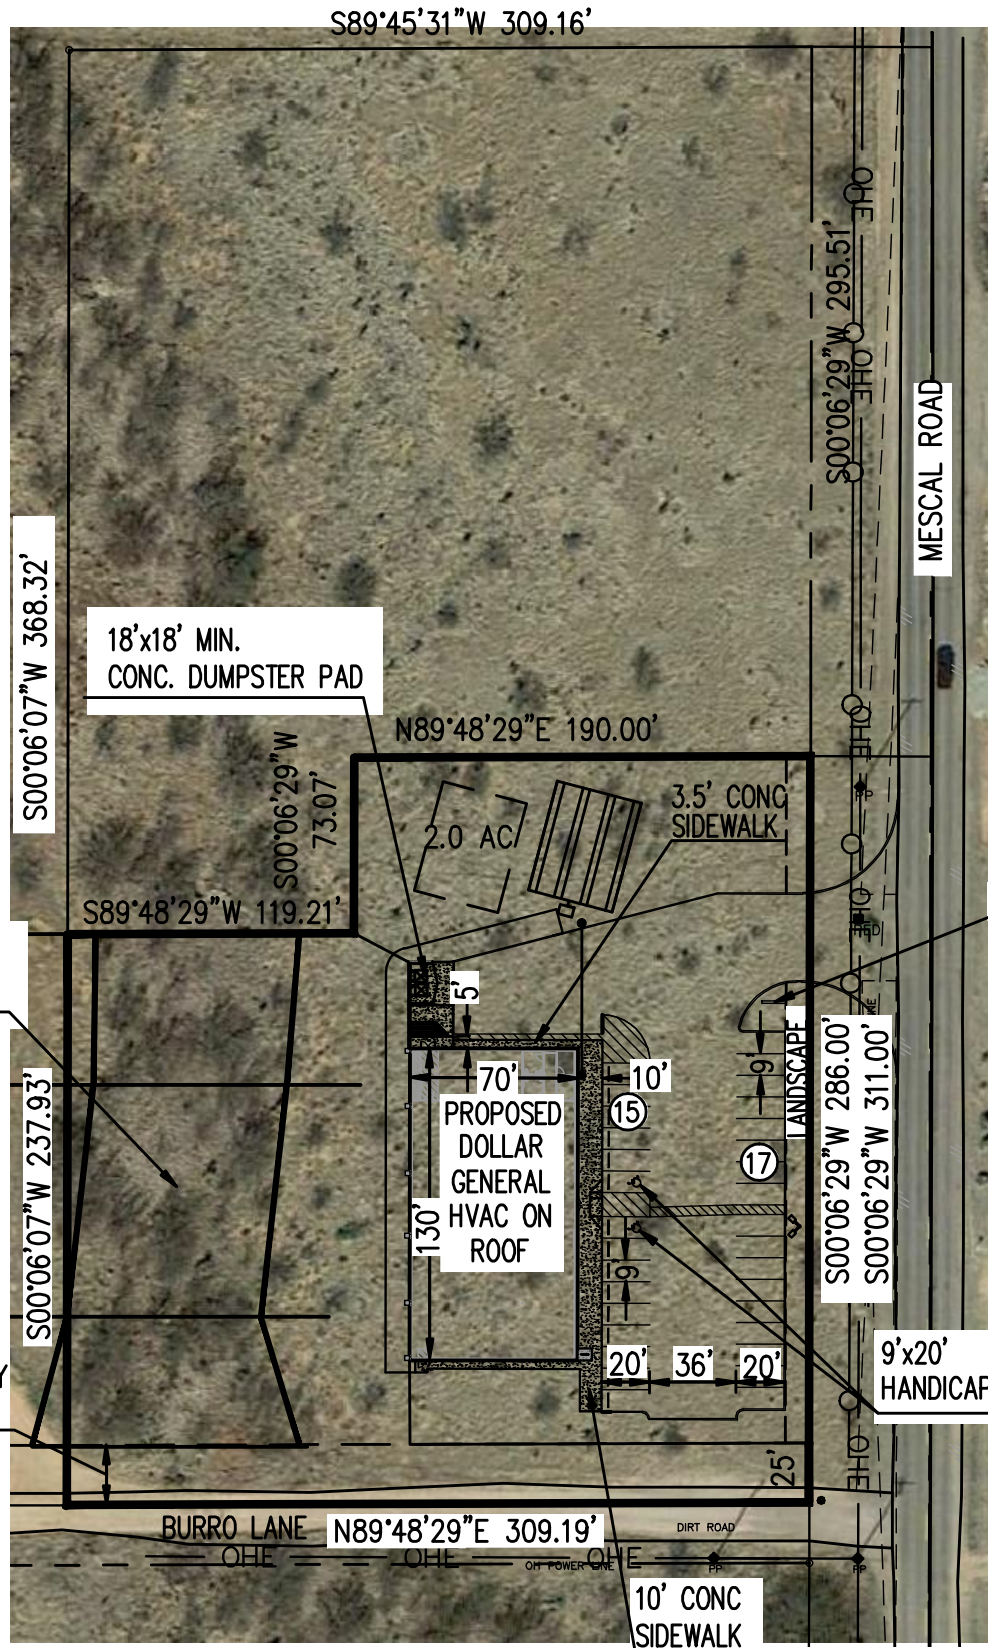 S89°45'31"W 309.16'
OHE
S00°06'29"W 295.51'
OHE
MESCAL ROAD
S00°06'07"W 368.32'
18'x18' MIN.
CONC. DUMPSTER PAD
N89°48'29"E 190.00'
OHE
S00°06'29"W
73.07'
PP
3.5' CONC
SIDEWALK
2.0 AC
S89°48'29"W 119.21'
PED
5'
9'
LANDSCAPE
70'
10'
15
PROPOSED
DOLLAR
GENERAL
HVAC ON
ROOF
130'
17
S00°06'29"W 286.00'
S00°06'29"W 311.00'
S00°06'07"W 237.93'
9'
20'
36'
20'
9'x20'
HANDICAP
Y
25'
OHE
BURRO LANE
N89°48'29"E 309.19'
DIRT ROAD
OHE
OHE
OHE
OH POWER LINE
PP
PP
10' CONC
SIDEWALK